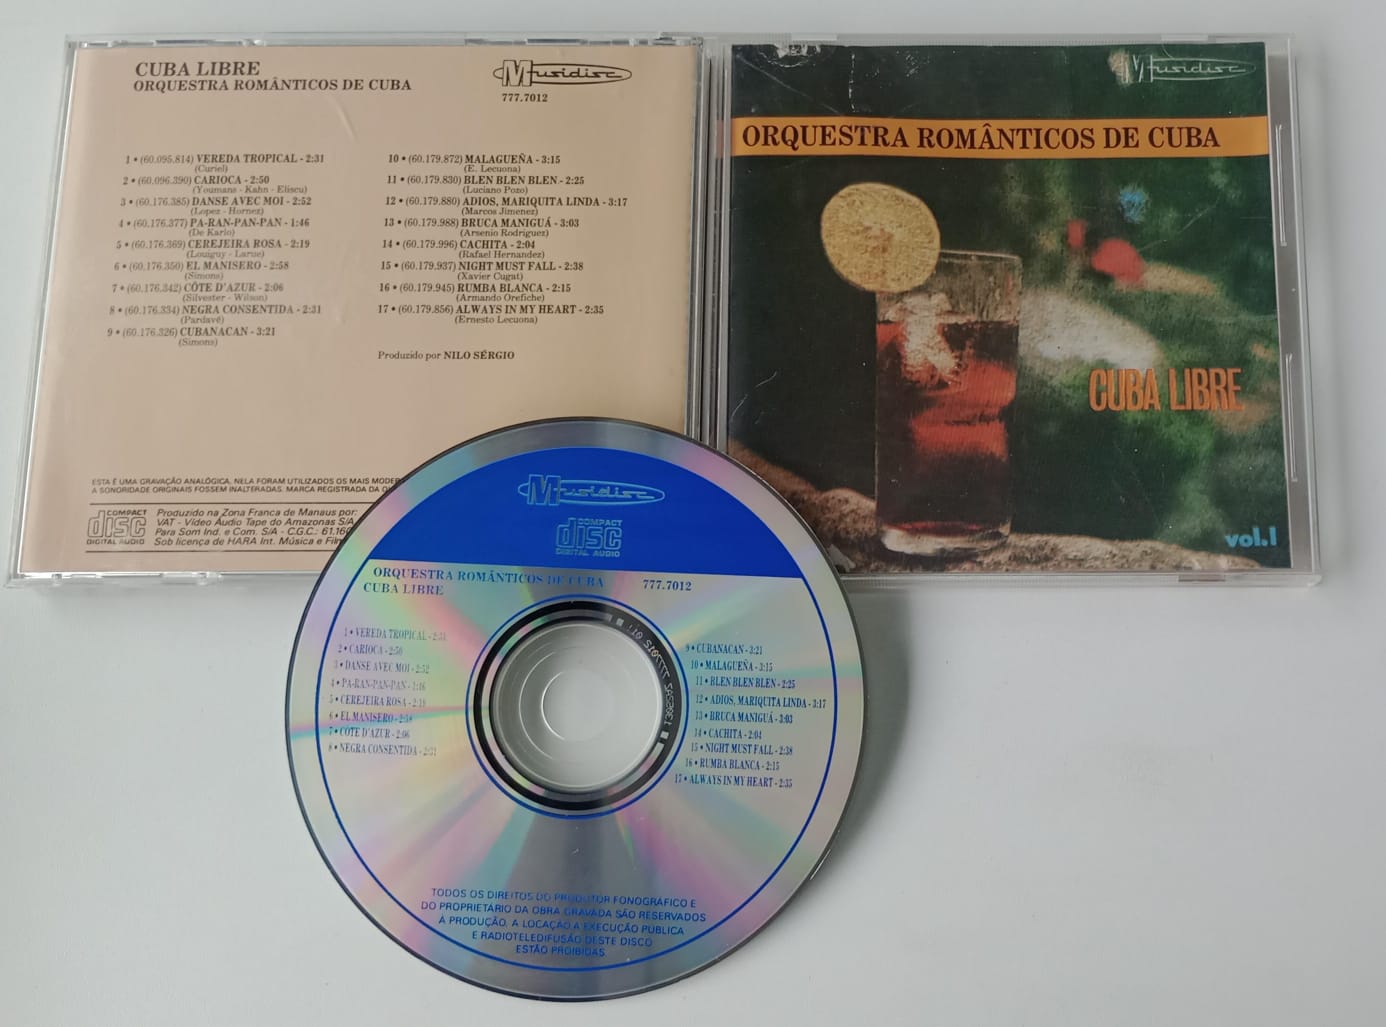 CUBA LIBRE
ORQUESTRA ROMÂNTICOS DE CUBA
Musidisc
777.7012
1 • (60.095.814) VEREDA TROPICAL - 2:31
(Curiel)
2 • (60.096.390) CARIOCA - 2:50
(Youmans - Kahn - Eliscu)
3 • (60.176.385) DANSE AVEC MOI - 2:52
(Lopez - Hornez)
4 • (60.176.377) PA-RAN-PAN-PAN - 1:46
(De Karlo)
5 • (60.176.369) CEREJEIRA ROSA - 2:19
(Louiguy - Larue)
6 • (60.176.350) EL MANISERO - 2:58
(Simons)
7 • (60.176.342) CÔTE D'AZUR - 2:06
(Silvester - Wilson)
8 • (60.176.334) NEGRA CONSENTIDA - 2:31
(Pardavé)
9 • (60.176.326) CUBANACAN - 3:21
(Simons)
10 • (60.179.872) MALAGUEÑA - 3:15
(E. Lecuona)
11 • (60.179.830) BLEN BLEN BLEN - 2:25
(Luciano Pozo)
12 • (60.179.880) ADIOS, MARIQUITA LINDA - 3:17
(Marcos Jimenez)
13 • (60.179.988) BRUCA MANIGUÁ - 3:03
(Arsenio Rodriguez)
14 • (60.179.996) CACHITA - 2:04
(Rafael Hernandez)
15 • (60.179.937) NIGHT MUST FALL - 2:38
(Xavier Cugat)
16 • (60.179.945) RUMBA BLANCA - 2:15
(Armando Orefiche)
17 • (60.179.856) ALWAYS IN MY HEART - 2:35
(Ernesto Lecuona)
Produzido por NILO SÉRGIO
ESTA É UMA GRAVAÇÃO ANALÓGICA, NELA FORAM UTILIZADOS OS MAIS MODER
A SONORIDADE ORIGINAIS FOSSEM INALTERADAS. MARCA REGISTRADA DA
COMPACT
disc
DIGITAL AUDIO
Produzido na Zona Franca de Manaus por:
VAT - Vídeo Áudio Tape do Amazonas S/A
Para Som Ind. e Com. S/A - C.G.C.: 61.160
Sob licença de HARA Int. Música e Film
Musidisc
ORQUESTRA ROMÂNTICOS DE CUBA
CUBA LIBRE
vol.1
Musidisc
COMPACT
disc
DIGITAL AUDIO
ORQUESTRA ROMÂNTICOS DE CUBA
CUBA LIBRE
777.7012
1 • VEREDA TROPICAL - 2:31
2 • CARIOCA - 2:50
3 • DANSE AVEC MOI - 2:52
4 • PA-RAN-PAN-PAN - 1:46
5 • CEREJEIRA ROSA - 2:19
6 • EL MANISERO - 2:58
7 • CÔTE D'AZUR - 2:06
8 • NEGRA CONSENTIDA - 2:31
9 • CUBANACAN - 3:21
10 • MALAGUEÑA - 3:15
11 • BLEN BLEN BLEN - 2:25
12 • ADIOS, MARIQUITA LINDA - 3:17
13 • BRUCA MANIGUÁ - 3:03
14 • CACHITA - 2:04
15 • NIGHT MUST FALL - 2:38
16 • RUMBA BLANCA - 2:15
17 • ALWAYS IN MY HEART - 2:35
TODOS OS DIREITOS DO PRODUTOR FONOGRÁFICO E
DO PROPRIETÁRIO DA OBRA GRAVADA SÃO RESERVADOS
A PRODUÇÃO, A LOCAÇÃO, A EXECUÇÃO PÚBLICA
E RADIOTELEDIFUSÃO DESTE DISCO
ESTÃO PROIBIDAS